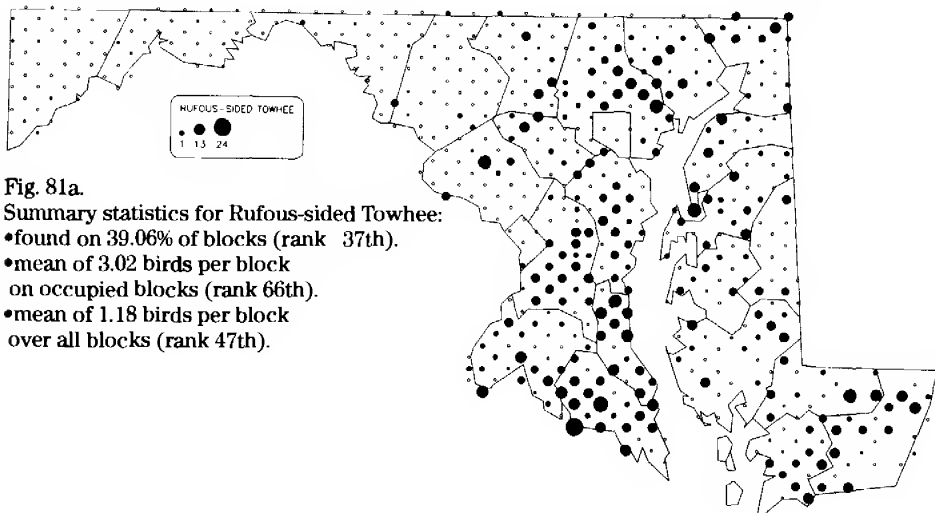 RUFOUS-SIDED TOWHEE
1 13 24
Fig. 81a.
Summary statistics for Rufous-sided Towhee:
•found on 39.06% of blocks (rank 37th).
•mean of 3.02 birds per block
on occupied blocks (rank 66th).
•mean of 1.18 birds per block
over all blocks (rank 47th).